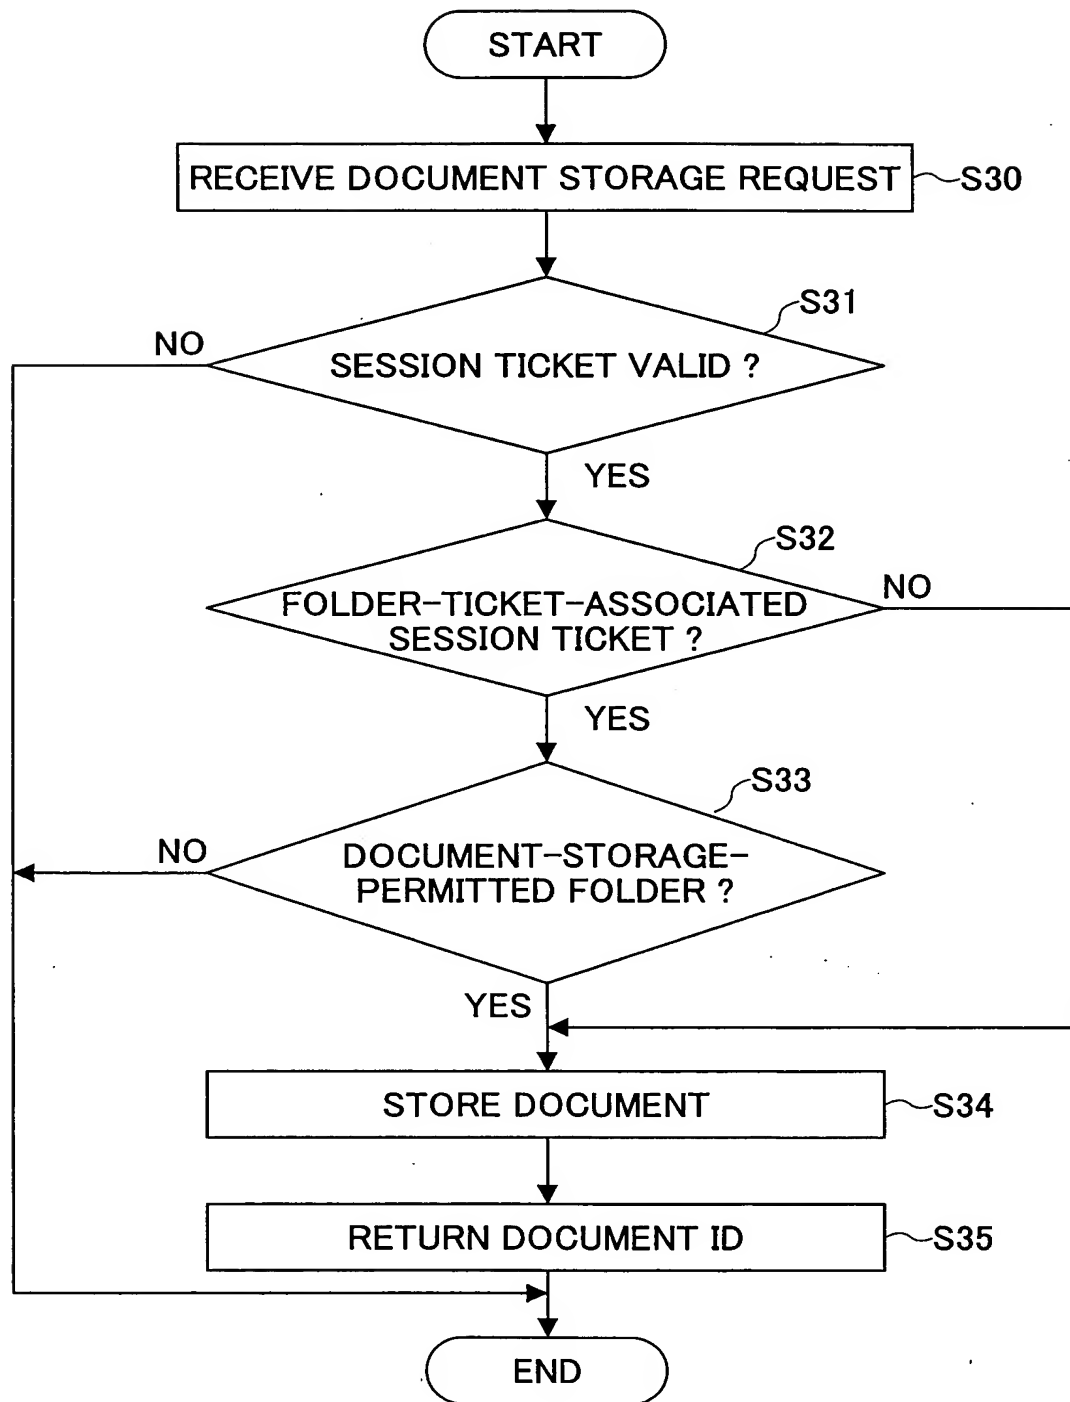 START
RECEIVE DOCUMENT STORAGE REQUEST
S30
S31
NO
SESSION TICKET VALID ?
YES
S32
NO
FOLDER-TICKET-ASSOCIATED
SESSION TICKET ?
YES
S33
NO
DOCUMENT-STORAGE-
PERMITTED FOLDER ?
YES
STORE DOCUMENT
S34
RETURN DOCUMENT ID
S35
END